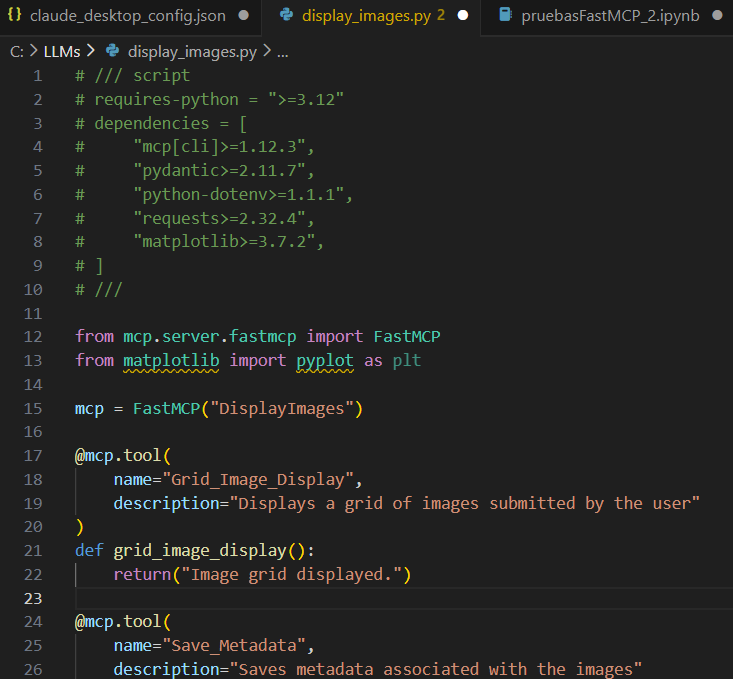 {} claude_desktop_config.json ● display_images.py 2 ● pruebasFastMCP_2.ipynb ●
C: > LLMs > display_images.py > ...
1 # /// script
2 # requires-python = ">=3.12"
3 # dependencies = [
4 #     "mcp[cli]>=1.12.3",
5 #     "pydantic>=2.11.7",
6 #     "python-dotenv>=1.1.1",
7 #     "requests>=2.32.4",
8 #     "matplotlib>=3.7.2",
9 # ]
10 # ///
11
12 from mcp.server.fastmcp import FastMCP
13 from matplotlib import pyplot as plt
14
15 mcp = FastMCP("DisplayImages")
16
17 @mcp.tool(
18     name="Grid_Image_Display",
19     description="Displays a grid of images submitted by the user"
20 )
21 def grid_image_display():
22     return("Image grid displayed.")
23
24 @mcp.tool(
25     name="Save_Metadata",
26     description="Saves metadata associated with the images"